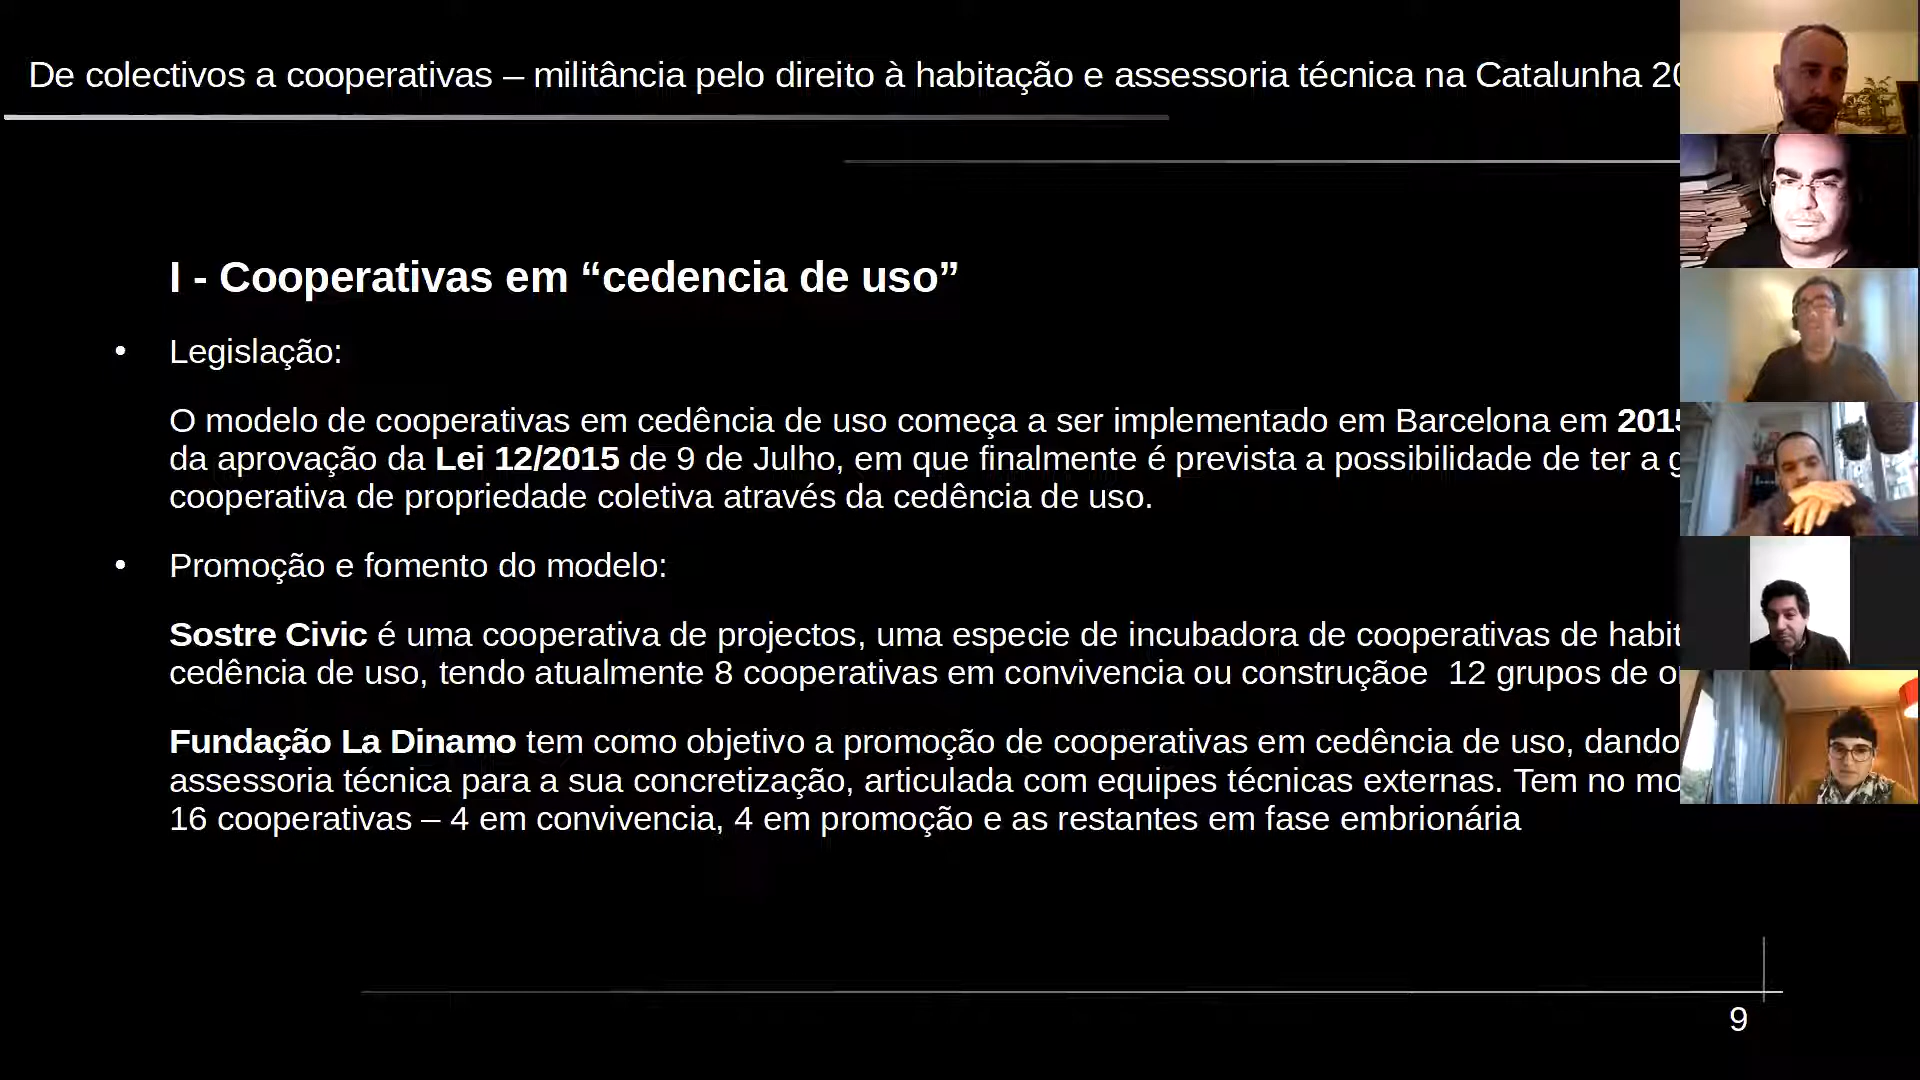 De colectivos a cooperativas – militância pelo direito à habitação e assessoria técnica na Catalunha
I - Cooperativas em “cedencia de uso”
• Legislação:
O modelo de cooperativas em cedência de uso começa a ser implementado em Barcelona em 2015
da aprovação da Lei 12/2015 de 9 de Julho, em que finalmente é prevista a possibilidade de ter a
cooperativa de propriedade coletiva através da cedência de uso.
• Promoção e fomento do modelo:
Sostre Civic é uma cooperativa de projectos, uma especie de incubadora de cooperativas de
cedência de uso, tendo atualmente 8 cooperativas em convivencia ou construçãoe 12 grupos de
Fundação La Dinamo tem como objetivo a promoção de cooperativas em cedência de uso, dando
assessoria técnica para a sua concretização, articulada com equipes técnicas externas. Tem no
16 cooperativas – 4 em convivencia, 4 em promoção e as restantes em fase embrionária
9